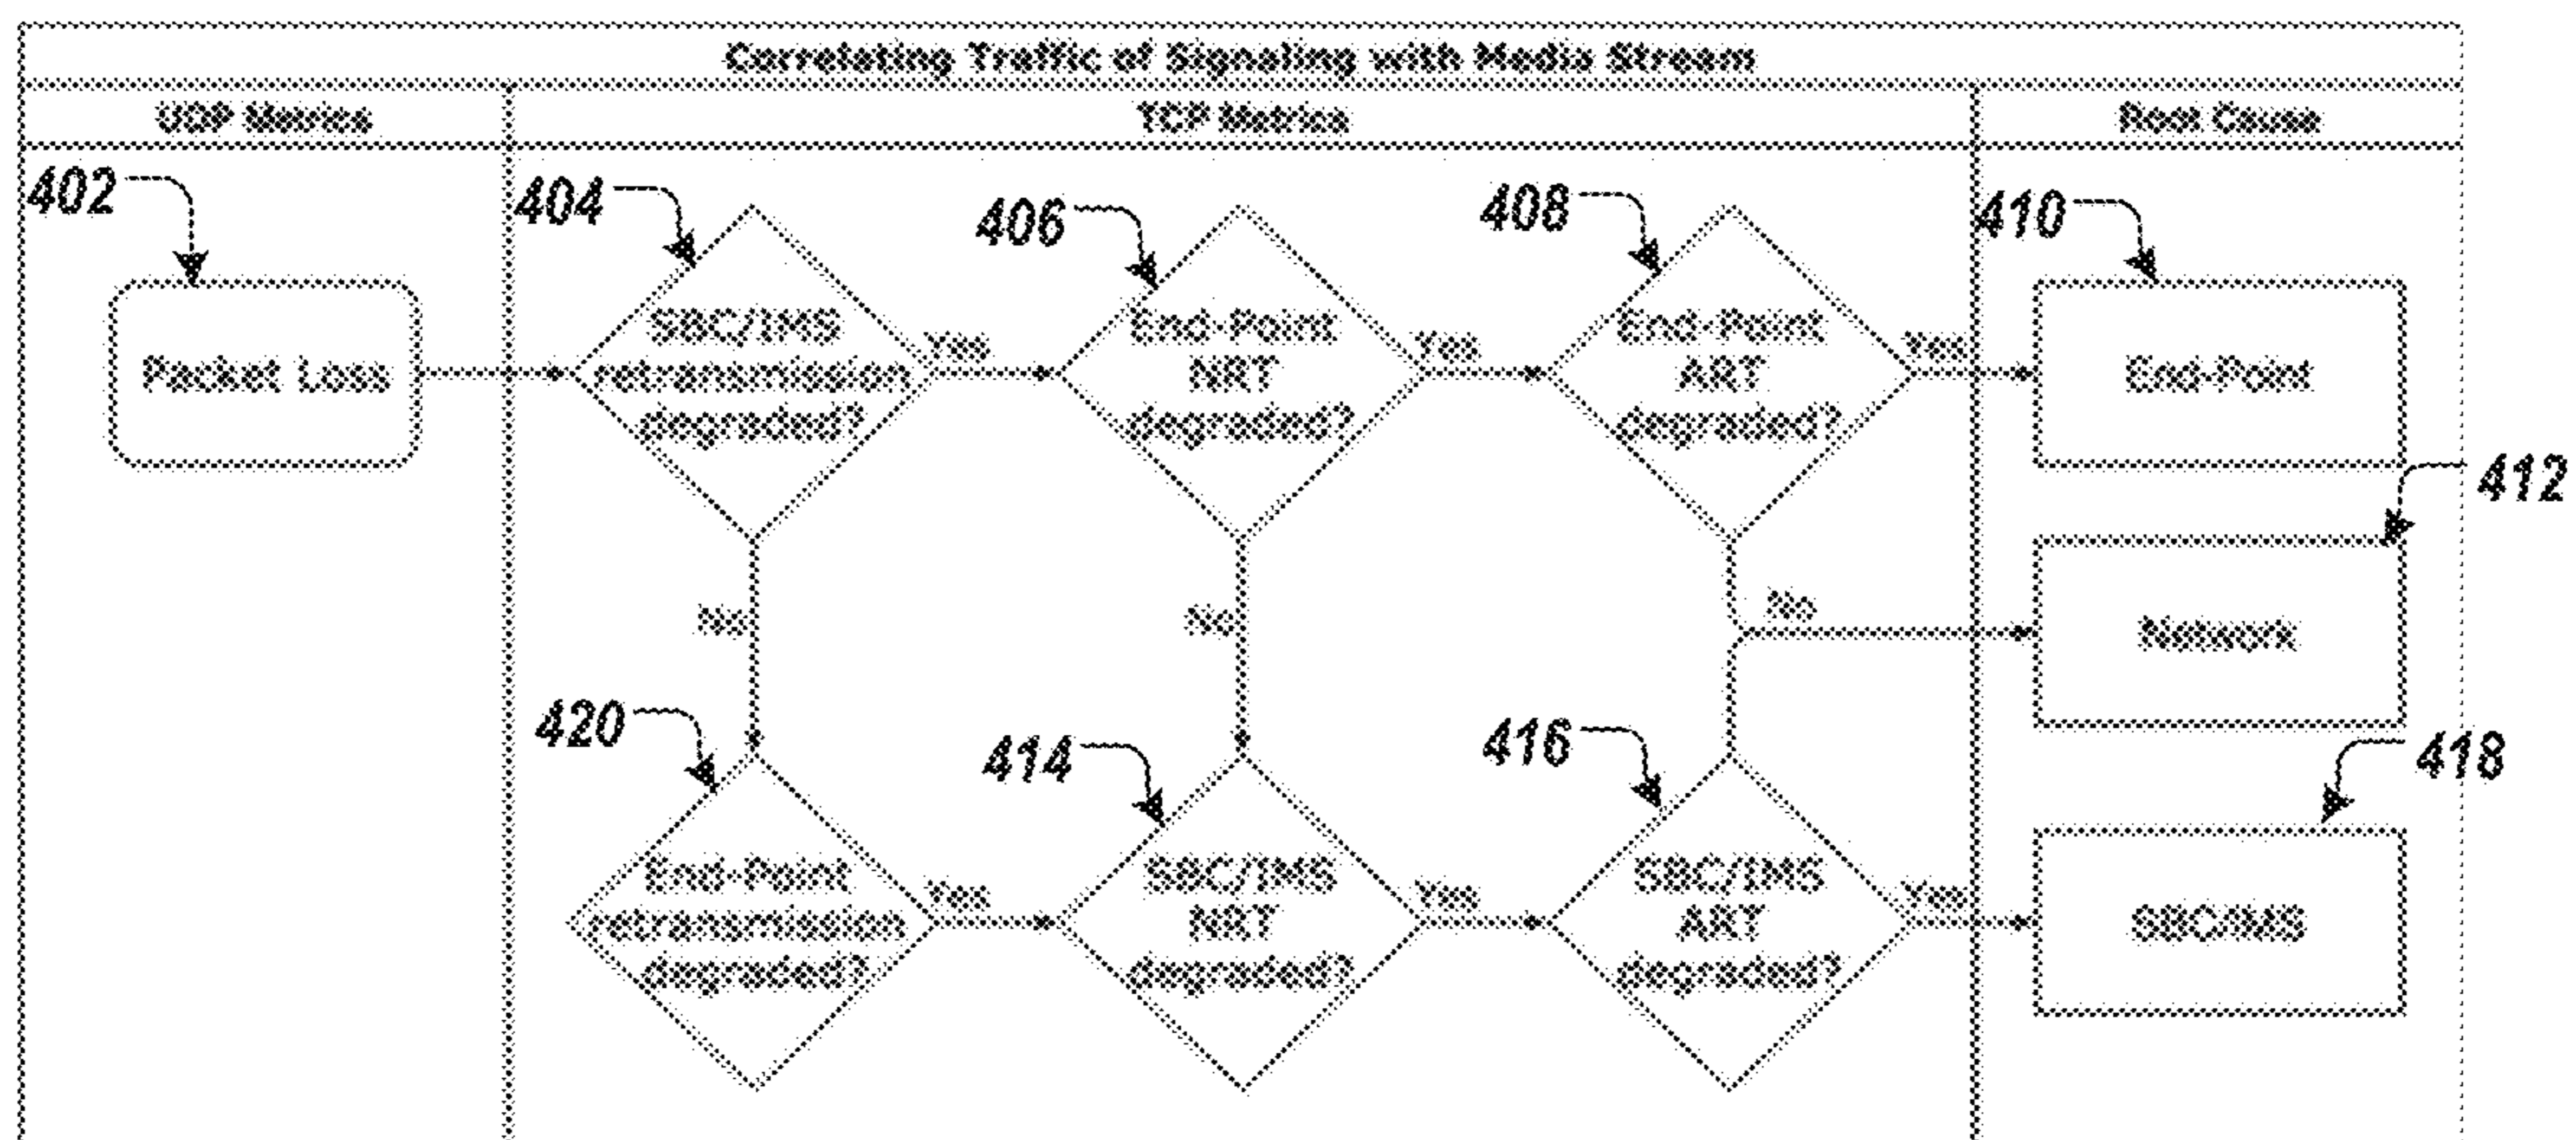 Correlating Traffic of Signaling with Media Stream
UDP Metrics
TCP Metrics
Root Cause
402
404
406
408
410
Packet Loss
SBC/IMS
retransmission
degraded?
Yes
End-Point
NRT
degraded?
Yes
End-Point
ART
degraded?
Yes
End-Point
412
No
No
No
Network
420
414
416
418
End-Point
retransmission
degraded?
Yes
SBC/IMS
NRT
degraded?
Yes
SBC/IMS
ART
degraded?
Yes
SBC/IMS